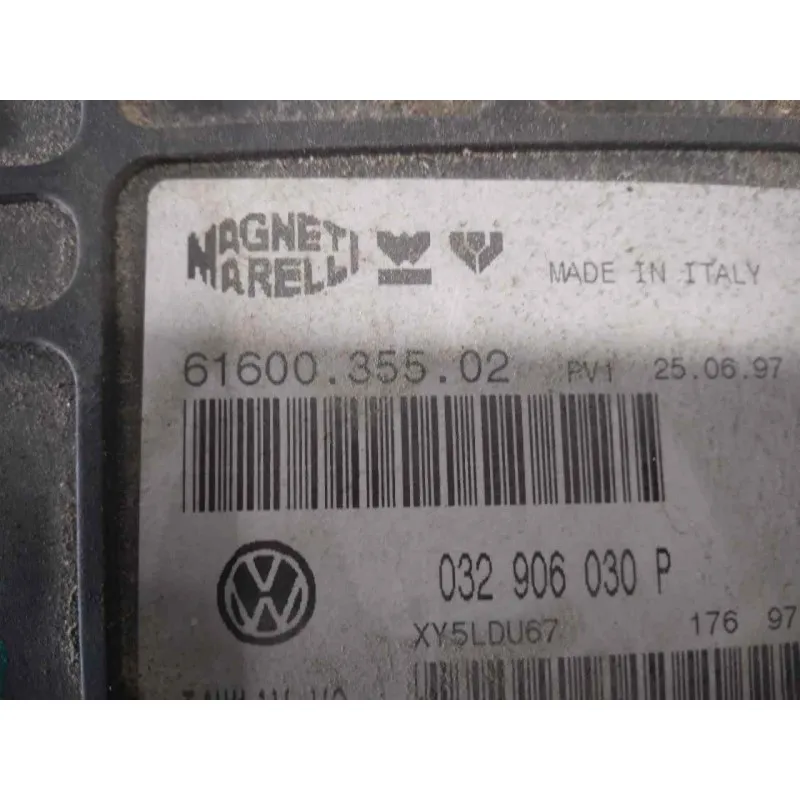 MAGNETI
MARELLI
MADE IN ITALY
61600.355.02 PV1 25.06.97
032 906 030 P
XY5LDU67 176 97